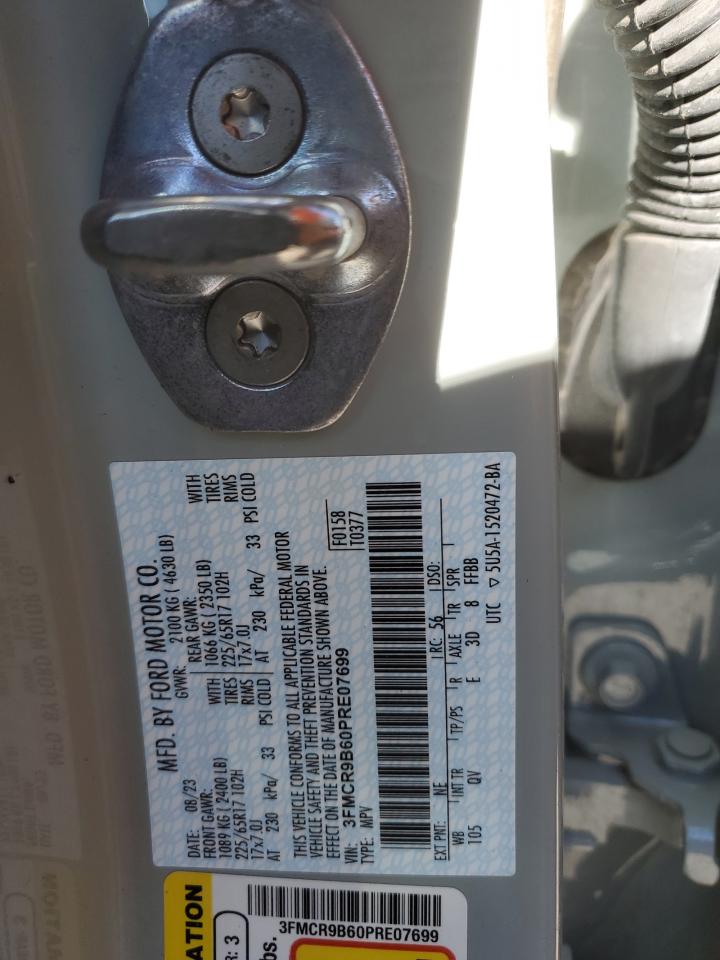 MFD. BY FORD MOTOR CO.
DATE: 08/23 GVWR: 2100 KG ( 4630 LB)
FRONT GAWR: REAR GAWR:
1089 KG ( 2400 LB) WITH 1066 KG ( 2350 LB) WITH
225/65R17 102H TIRES 225/65R17 102H TIRES
17x7.0J RIMS 17x7.0J RIMS
AT 230 kPa/ 33 PSI COLD AT 230 kPa/ 33 PSI COLD
THIS VEHICLE CONFORMS TO ALL APPLICABLE FEDERAL MOTOR
VEHICLE SAFETY AND THEFT PREVENTION STANDARDS IN
EFFECT ON THE DATE OF MANUFACTURE SHOWN ABOVE.
VIN: 3FMCR9B60PRE07699
TYPE: MPV
F0158
T0377
EXT PNT: NE RC: 56 DSO:
WB INT TR TP/PS R AXLE TR SPR
105 QV E 3D 8 FFBB
UTC ▽ 5U5A-1520472-BA
ATION
R: 3
bs.
3FMCR9B60PRE07699